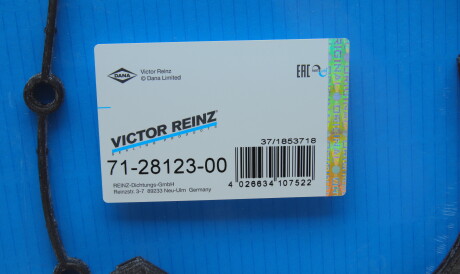 DANA
Victor Reinz
© Dana Limited
EAC
VICTOR REINZ
37/1853718
71-28123-00
REINZ-Dichtungs-GmbH
Reinzstr. 3-7 89233 Neu-Ulm Germany
4 026634 107522
REINZ